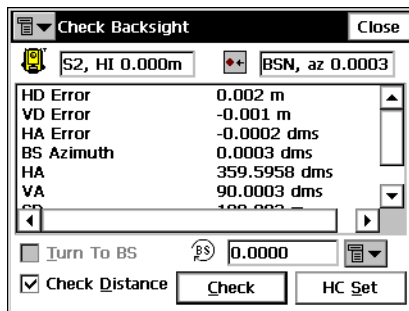 Check Backsight Close
S2, HI 0.000m BSN, az 0.0003
HD Error 0.002 m
VD Error -0.001 m
HA Error -0.0002 dms
BS Azimuth 0.0003 dms
HA 359.5958 dms
VA 90.0003 dms
Turn To BS BS 0.0000
Check Distance Check HC Set